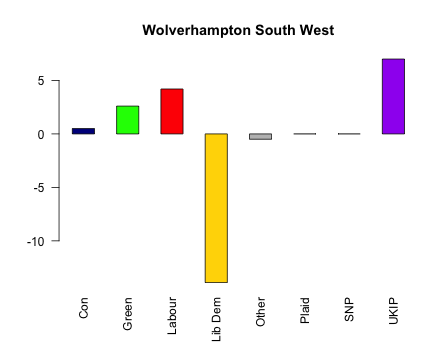 Wolverhampton South West
5
0
-5
-10
Con
Green
Labour
Lib Dem
Other
Plaid
SNP
UKIP